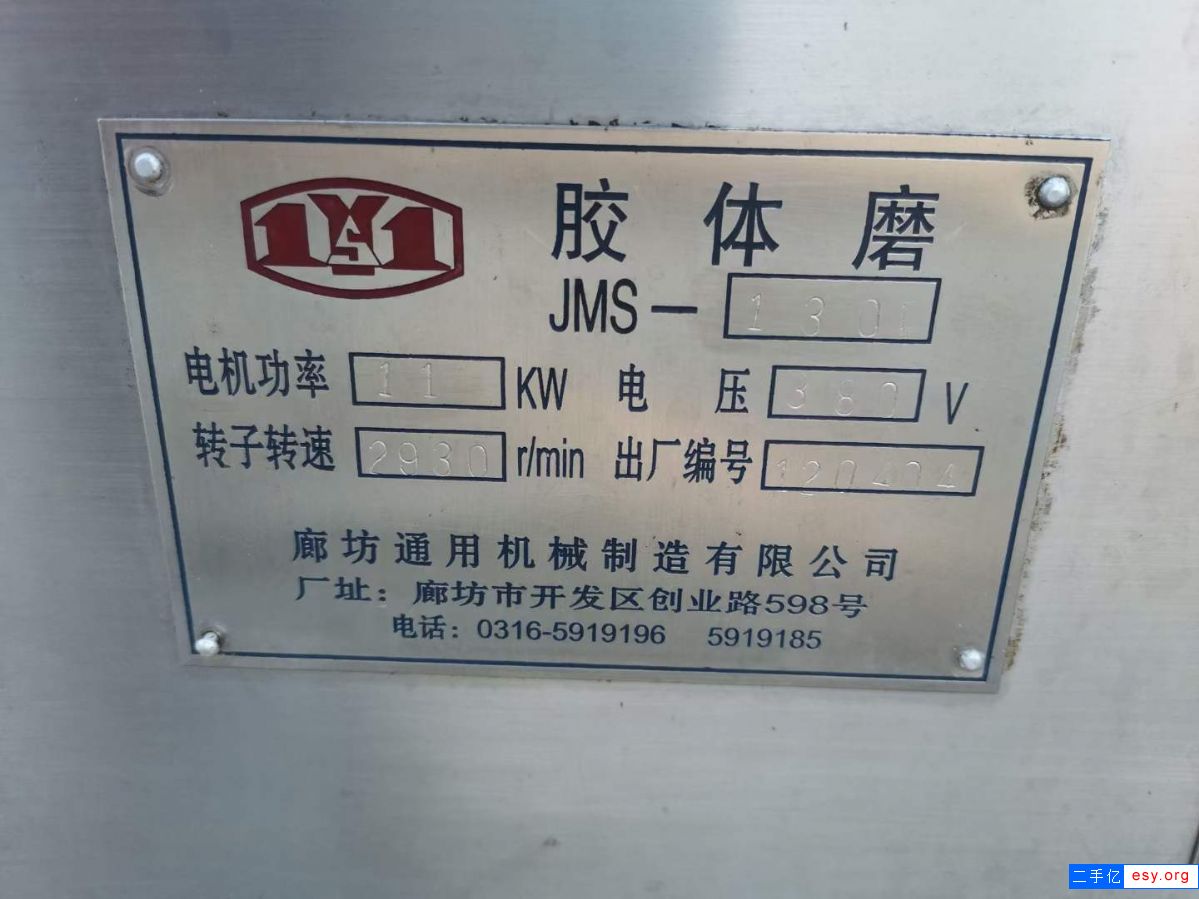 胶体磨
JMS-130
电机功率 11 KW 电压 380 V
转子转速 2930 r/min 出厂编号 120404
廊坊通用机械制造有限公司
厂址：廊坊市开发区创业路598号
电话：0316-5919196 5919185
二手亿 esy.org